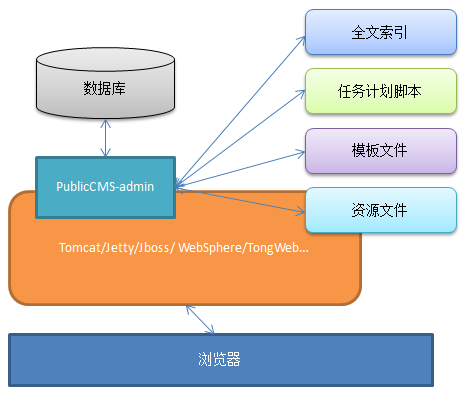 全文索引
数据库
任务计划脚本
模板文件
PublicCMS-admin
资源文件
Tomcat/Jetty/Jboss/ WebSphere/TongWeb...
浏览器